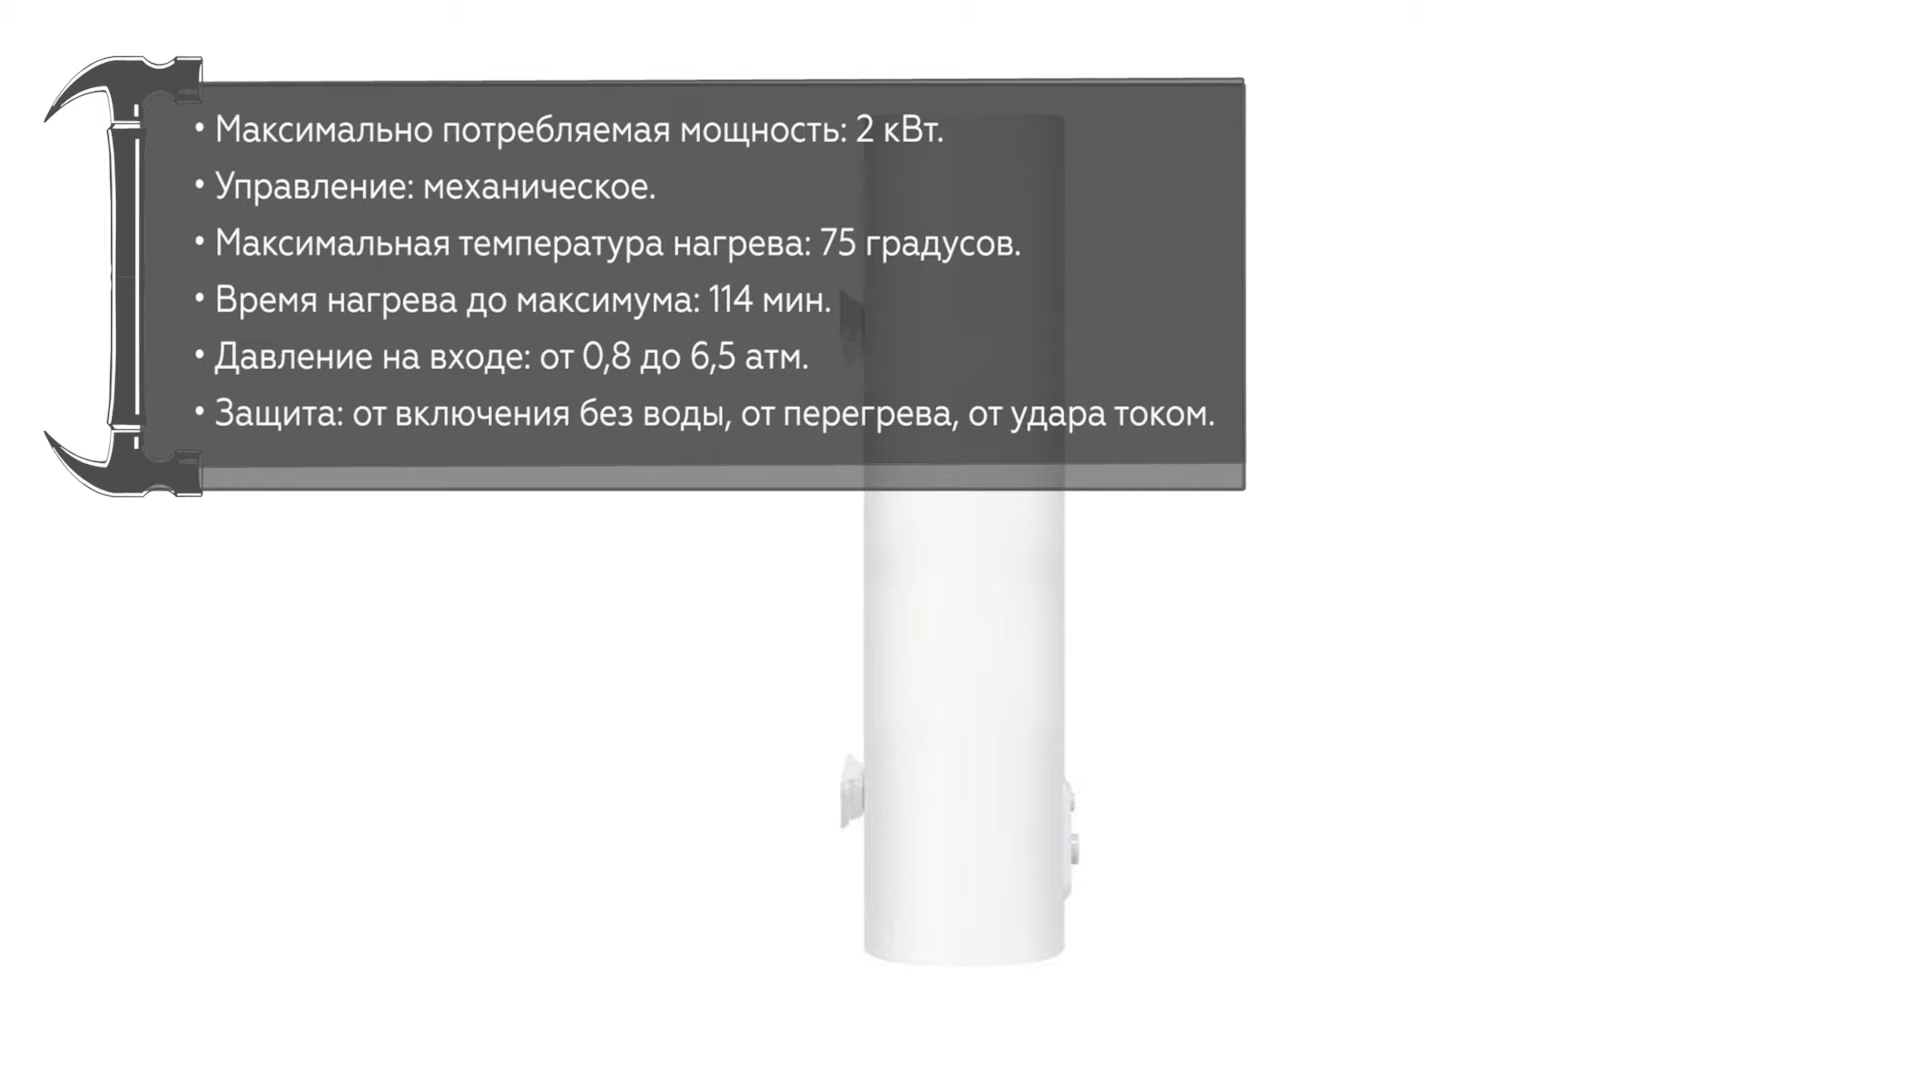 • Максимально потребляемая мощность: 2 кВт.
• Управление: механическое.
• Максимальная температура нагрева: 75 градусов.
• Время нагрева до максимума: 114 мин.
• Давление на входе: от 0,8 до 6,5 атм.
• Защита: от включения без воды, от перегрева, от удара током.